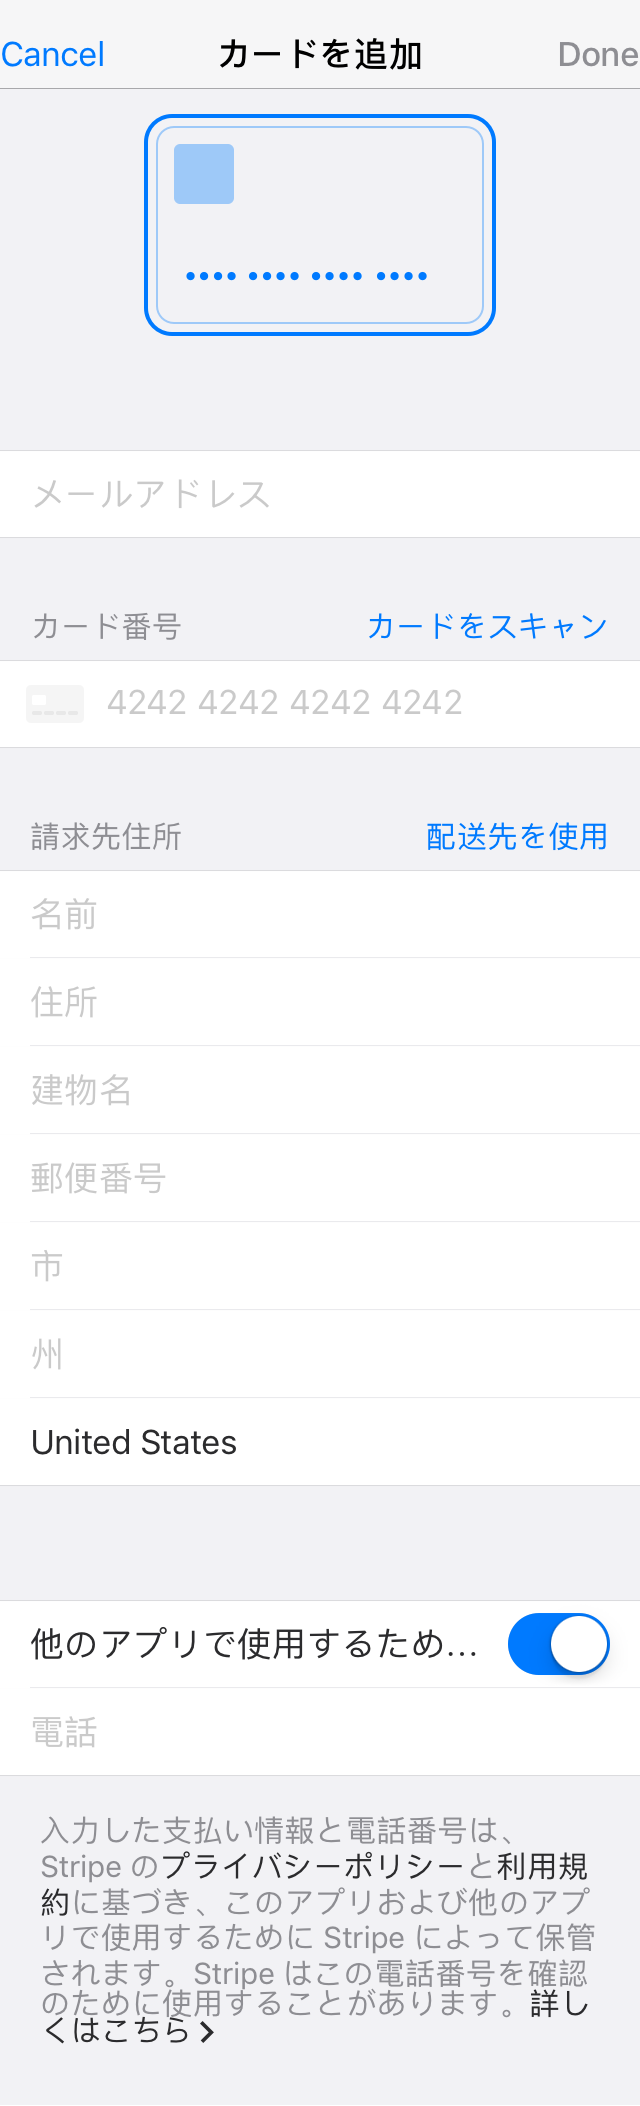 Cancel カードを追加 Done
メールアドレス
カード番号 カードをスキャン
4242 4242 4242 4242
請求先住所 配送先を使用
名前
住所
建物名
郵便番号
市
州
United States
他のアプリで使用するため...
電話
入力した支払い情報と電話番号は、
Stripe のプライバシーポリシーと利用規
約に基づき、このアプリおよび他のアプ
リで使用するために Stripe によって保管
されます。Stripe はこの電話番号を確認
のために使用することがあります。詳し
くはこちら